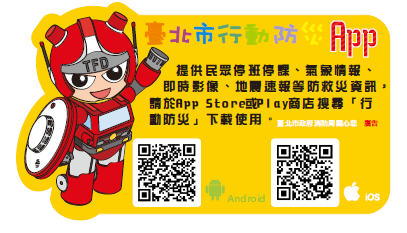 臺北市行動防災App
TFD
提供民眾停班停課、氣象情報、
即時影像、地震速報等防救災資訊，
請於App Store或Play商店搜尋「行
動防災」下載使用。
臺北市政府消防局關心您 廣告
Android
iOS